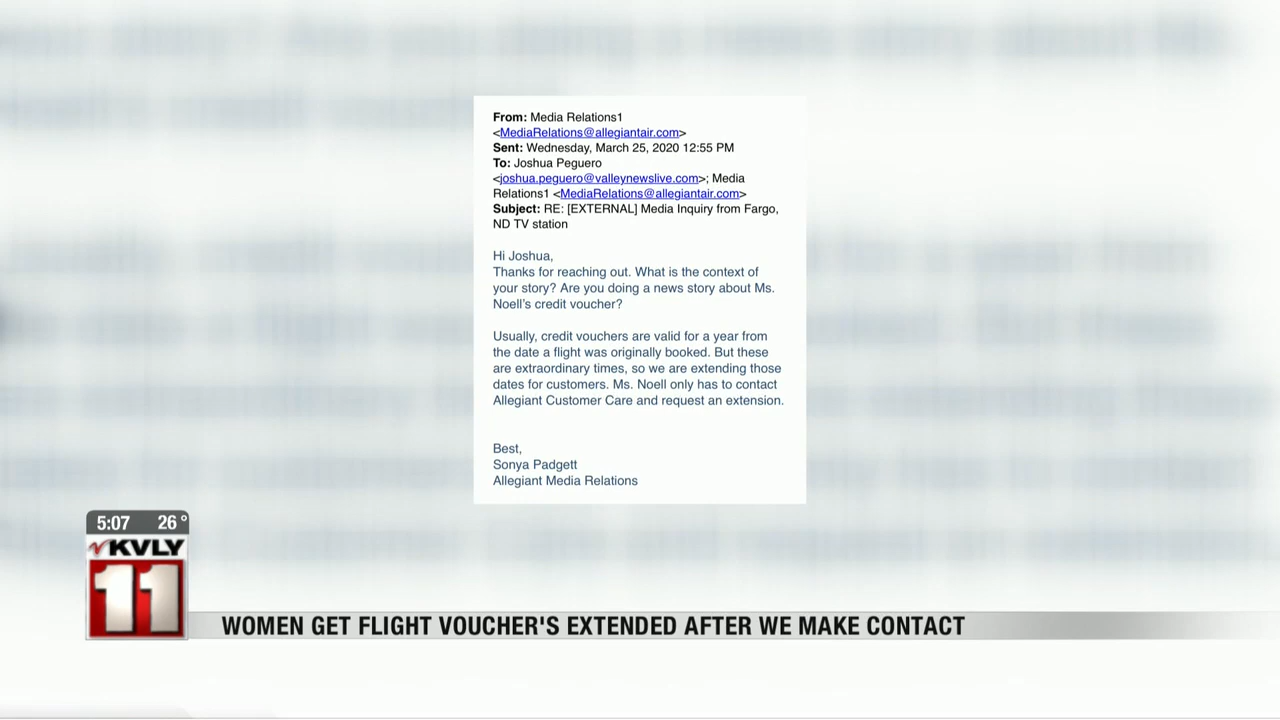 From: Media Relations1
<MediaRelations@allegiantair.com>
Sent: Wednesday, March 25, 2020 12:55 PM
To: Joshua Peguero
<joshua.peguero@valleynewslive.com>; Media
Relations1 <MediaRelations@allegiantair.com>
Subject: RE: [EXTERNAL] Media Inquiry from Fargo,
ND TV station
Hi Joshua,
Thanks for reaching out. What is the context of
your story? Are you doing a news story about Ms.
Noell's credit voucher?
Usually, credit vouchers are valid for a year from
the date a flight was originally booked. But these
are extraordinary times, so we are extending those
dates for customers. Ms. Noell only has to contact
Allegiant Customer Care and request an extension.
Best,
Sonya Padgett
Allegiant Media Relations
5:07 26°
KVLY
11
WOMEN GET FLIGHT VOUCHER'S EXTENDED AFTER WE MAKE CONTACT